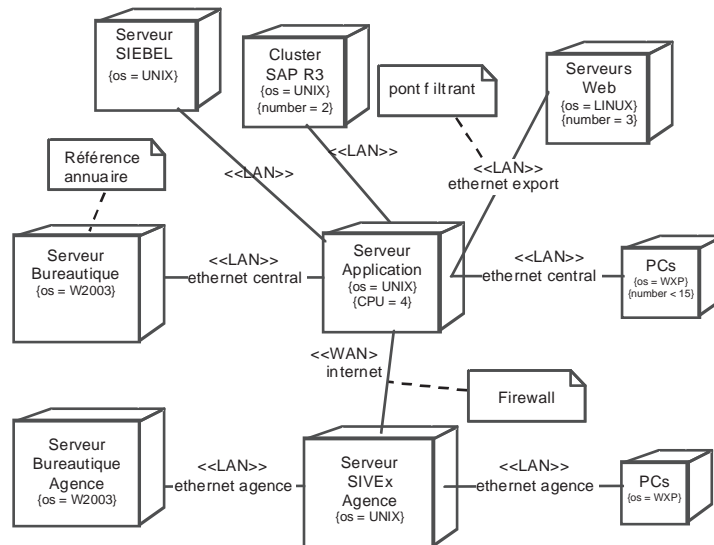 Serveur
SIEBEL
{os = UNIX}
Cluster
SAP R3
{os = UNIX}
{number = 2}
pont f iltrant
Serveurs
Web
{os = LINUX}
{number = 3}
Référence
annuaire
<<LAN>>
<<LAN>>
<<LAN>>
ethernet export
Serveur
Bureautique
{os = W2003}
<<LAN>>
ethernet central
Serveur
Application
{os = UNIX}
{CPU = 4}
<<LAN>>
ethernet central
PCs
{os = WXP}
{number < 15}
<<WAN>
internet
Firewall
Serveur
Bureautique
Agence
{os = W2003}
<<LAN>>
ethernet agence
Serveur
SIVEx
Agence
{os = UNIX}
<<LAN>>
ethernet agence
PCs
{os = WXP}